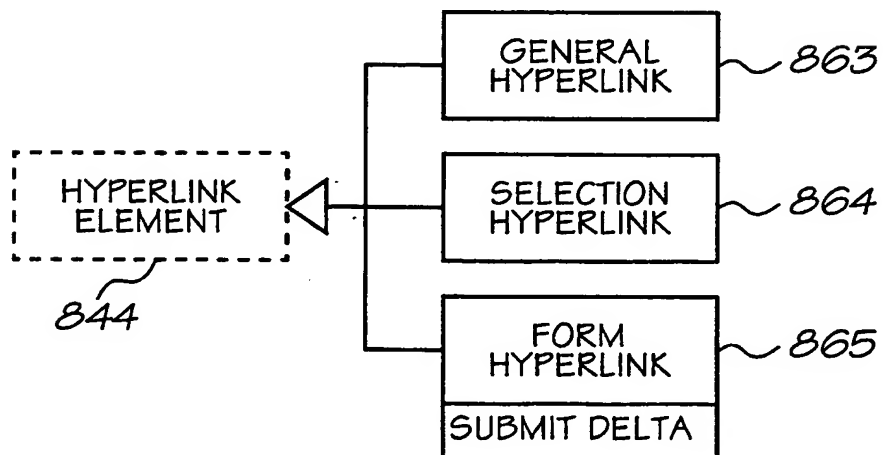 GENERAL
HYPERLINK
863
HYPERLINK
ELEMENT
844
SELECTION
HYPERLINK
864
FORM
HYPERLINK
865
SUBMIT DELTA